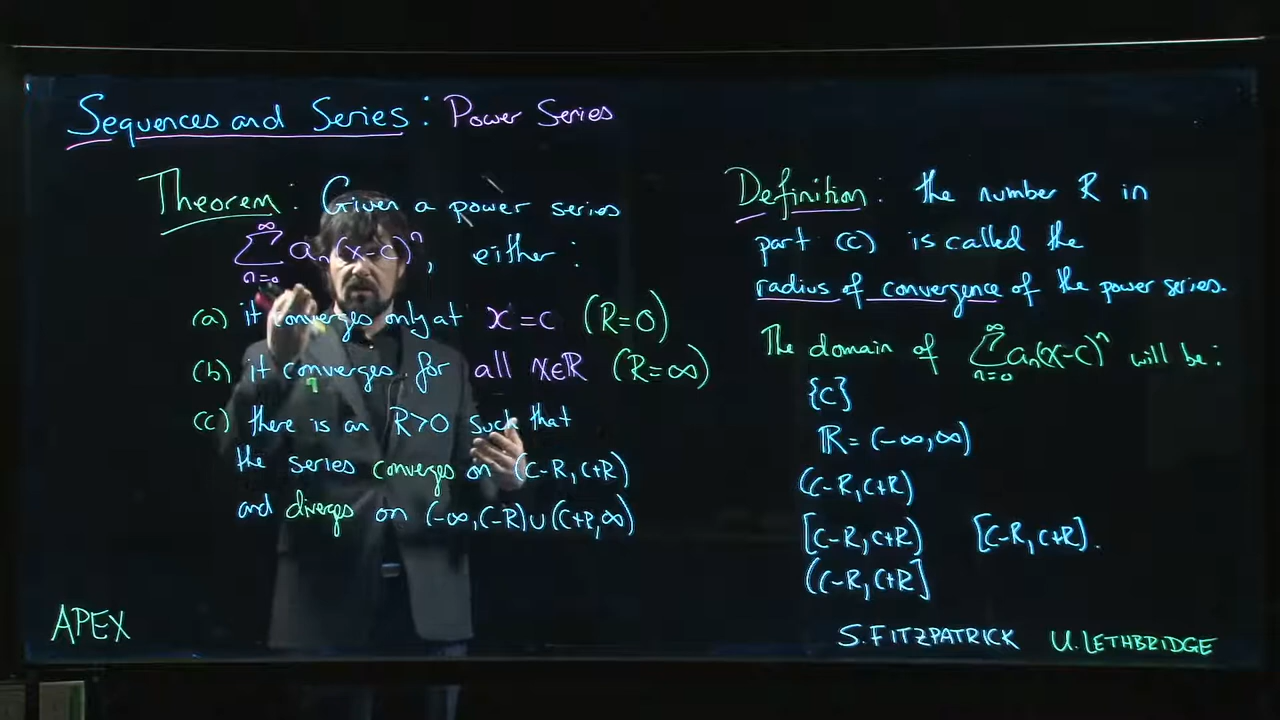 Sequences and Series: Power Series
Theorem: Given a power series
∑_{n=0}^{∞} a_n(x-c)^n, either:
(a) it converges only at x=c (R=0)
(b) it converges for all x∈ℝ (R=∞)
(c) there is an R>0 such that
the series converges on (c-R, c+R)
and diverges on (-∞, c-R)∪(c+R, ∞)
Definition: the number R in
part (c) is called the
radius of convergence of the power series.
The domain of ∑_{n=0}^{∞} a_n(x-c)^n will be:
{c}
ℝ = (-∞, ∞)
(c-R, c+R)
[c-R, c+R) [c-R, c+R].
(c-R, c+R]
APEX
S. FITZPATRICK U. LETHBRIDGE